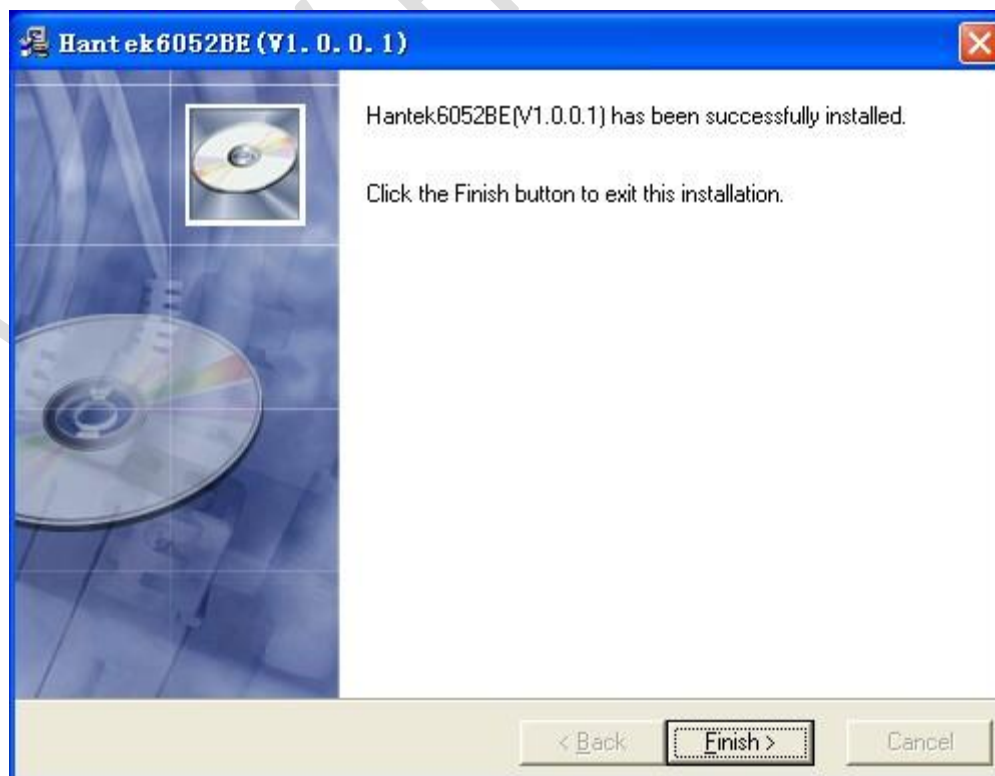 Hantek6052BE(V1.0.0.1)
Hantek6052BE(V1.0.0.1) has been successfully installed.
Click the Finish button to exit this installation.
< Back
Finish >
Cancel